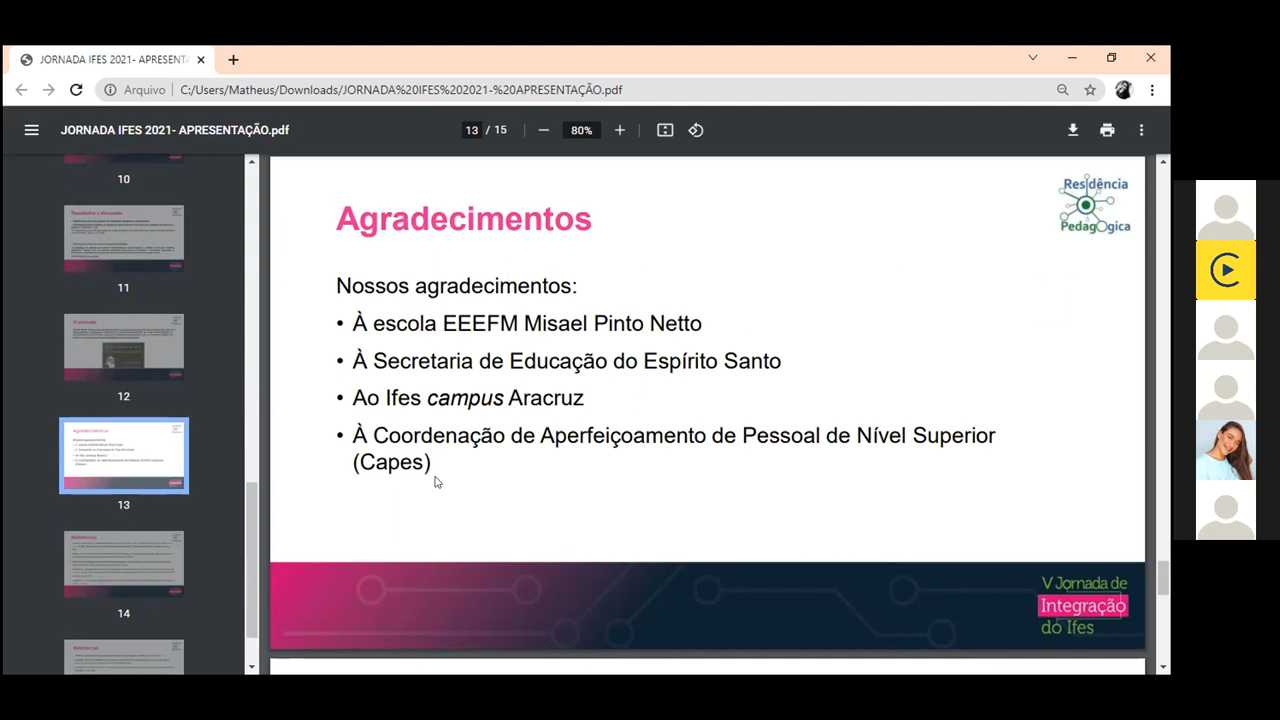 JORNADA IFES 2021- APRESENTA
Arquivo
C:/Users/Matheus/Downloads/JORNADA%20IFES%202021-%20APRESENTAÇÃO.pdf
JORNADA IFES 2021- APRESENTAÇÃO.pdf
13 / 15
80%
10
11
12
13
14
Residência
Pedagógica
Agradecimentos
Nossos agradecimentos:
• À escola EEEFM Misael Pinto Netto
• À Secretaria de Educação do Espírito Santo
• Ao Ifes campus Aracruz
• À Coordenação de Aperfeiçoamento de Pessoal de Nível Superior
(Capes)
V Jornada de
Integração
do Ifes